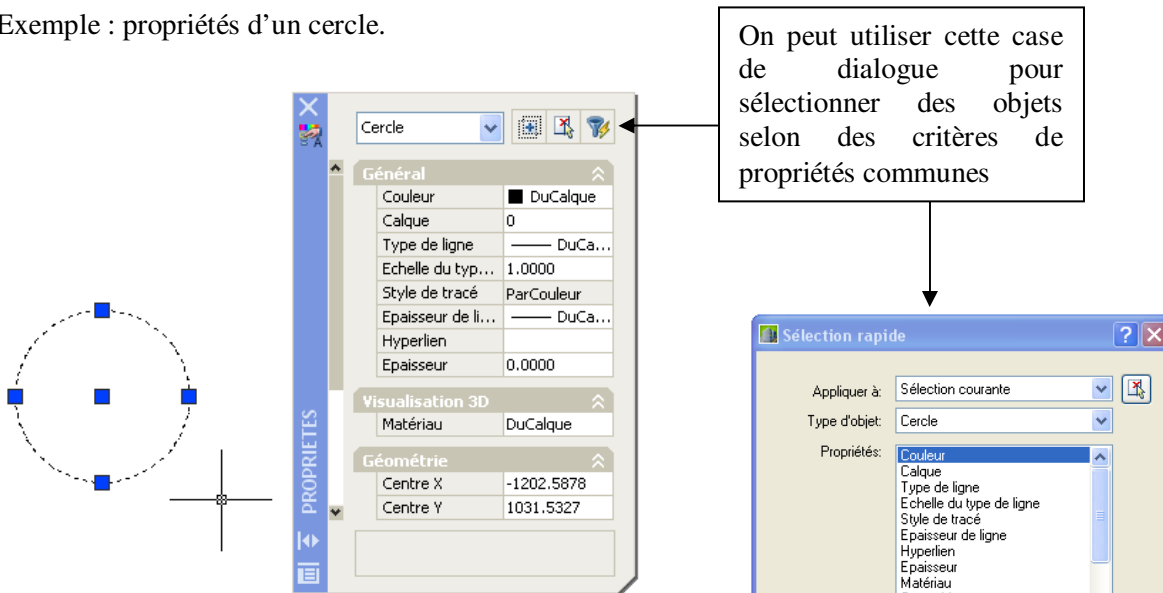 Exemple : propriétés d'un cercle.
On peut utiliser cette case
de dialogue pour
sélectionner des objets
selon des critères de
propriétés communes
Cercle
Général
Couleur DuCalque
Calque 0
Type de ligne DuCa...
Echelle du typ... 1.0000
Style de tracé ParCouleur
Epaisseur de li... DuCa...
Hyperlien
Epaisseur 0.0000
Visualisation 3D
Matériau DuCalque
Géométrie
Centre X -1202.5878
Centre Y 1031.5327
PROPRIETES
Sélection rapide
Appliquer à: Sélection courante
Type d'objet: Cercle
Propriétés: Couleur
Calque
Type de ligne
Echelle du type de ligne
Style de tracé
Epaisseur de ligne
Hyperlien
Epaisseur
Matériau